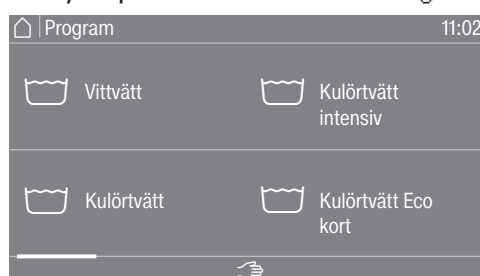 Program
11:02
Vittvätt
Kulörtvätt
intensiv
Kulörtvätt
Kulörtvätt Eco
kort